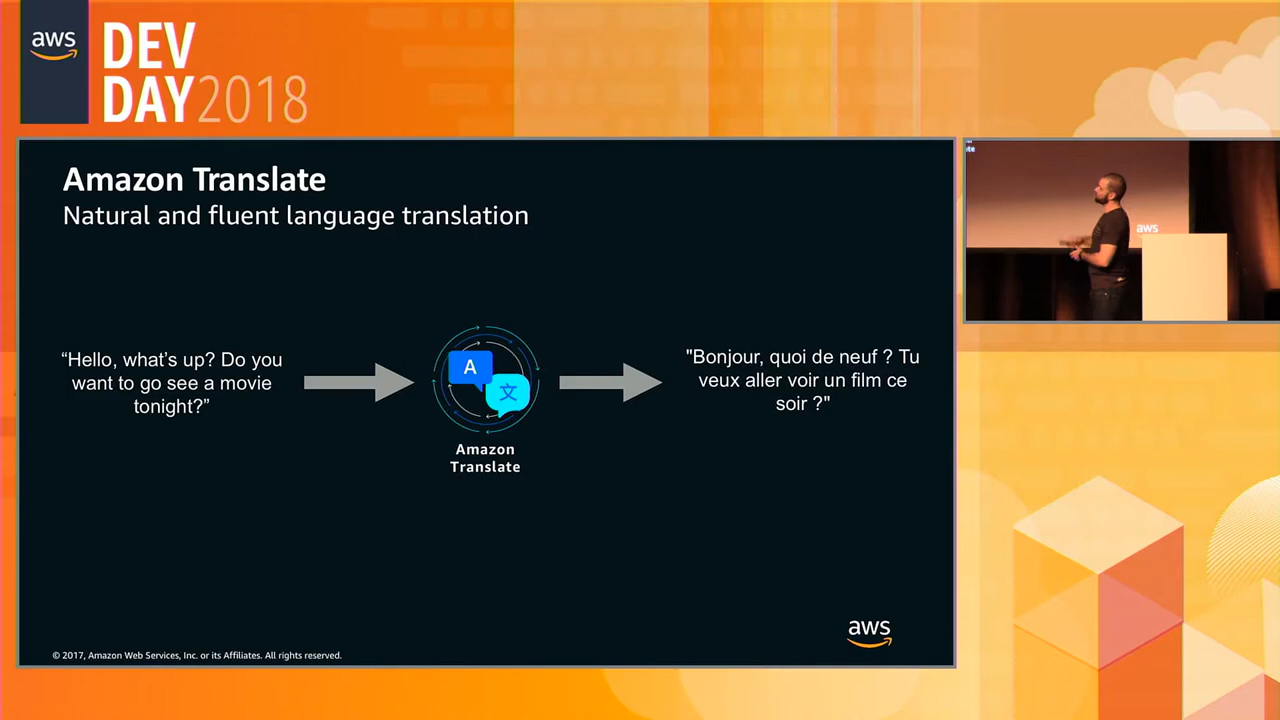 aws
DEV
DAY2018
Amazon Translate
Natural and fluent language translation
“Hello, what’s up? Do you
want to go see a movie
tonight?”
A
文
Amazon
Translate
"Bonjour, quoi de neuf ? Tu
veux aller voir un film ce
soir ?"
aws
© 2017, Amazon Web Services, Inc. or its Affiliates. All rights reserved.
aws